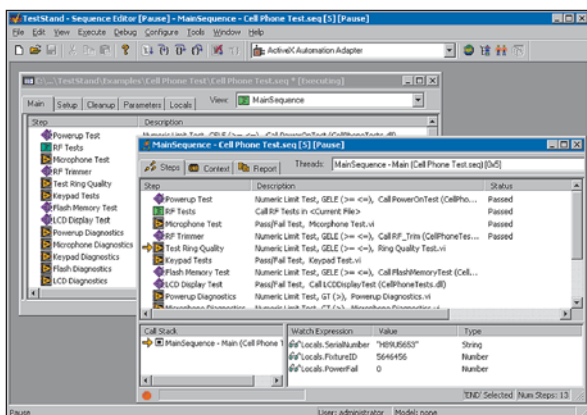 TestStand - Sequence Editor [Pause] - MainSequence - Cell Phone Test.seq [5] [Pause]
File Edit View Execute Debug Configure Tools Window Help
ActiveX Automation Adapter
C:\...\TestStand\Examples\Cell Phone Test\Cell Phone Test.seq * [Executing]
Main Setup Cleanup Parameters Locals View: MainSequence
Step Description
Powerup Test
RF Tests
Microphone Test
RF Trimmer
Test Ring Quality
Keypad Tests
Flash Memory Test
LCD Display Test
Powerup Diagnostics
Microphone Diagnostics
Keypad Diagnostics
Flash Diagnostics
LCD Diagnostics
MainSequence - Cell Phone Test.seq [5] [Pause]
Steps Context Report Threads: MainSequence - Main (Cell Phone Test.seq) [0x5]
Step Description Status
Powerup Test Numeric Limit Test, GELE (>= <=), Call PowerOnTest (CellPho... Passed
RF Tests Call RF Tests in <Current File> Passed
Microphone Test Pass/Fail Test, Micorphone Test.vi Passed
RF Trimmer Numeric Limit Test, GELE (>= <=), Call RF_Trim (CellPhoneTes... Passed
Test Ring Quality Numeric Limit Test, GELE (>= <=), Ring Quality Test.vi
Keypad Tests Pass/Fail Test, Keypad Test.vi
Flash Memory Test Numeric Limit Test, GELE (>= <=), Call FlashMemoryTest (Cell...
LCD Display Test Pass/Fail Test, Call LCDDisplayTest (CellPhoneTests.dll)
Powerup Diagnostics Numeric Limit Test, GT (>), Powerup Diagnostics.vi
Call Stack Watch Expression Value Type
MainSequence - Main (Cell Phone T Locals.SerialNumber "H89U5653" String
Locals.FixtureID 5646456 Number
Locals.PowerFail 0 Number
'END' Selected Num Steps: 13
Pause User: administrator Model: none